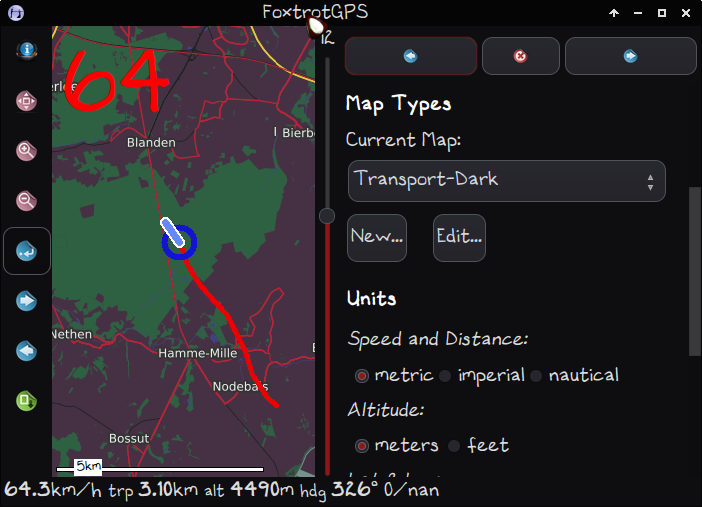 FoxtrotGPS
12
64
Blanden
Map Types
Current Map:
Transport-Dark
New... Edit...
Units
Nethen
Speed and Distance:
Hamme-Mille
metric imperial nautical
Nodebais
Altitude:
Bossut
meters feet
5km
64.3km/h trp 3.10km alt 4490m hdg 326° 0/nan